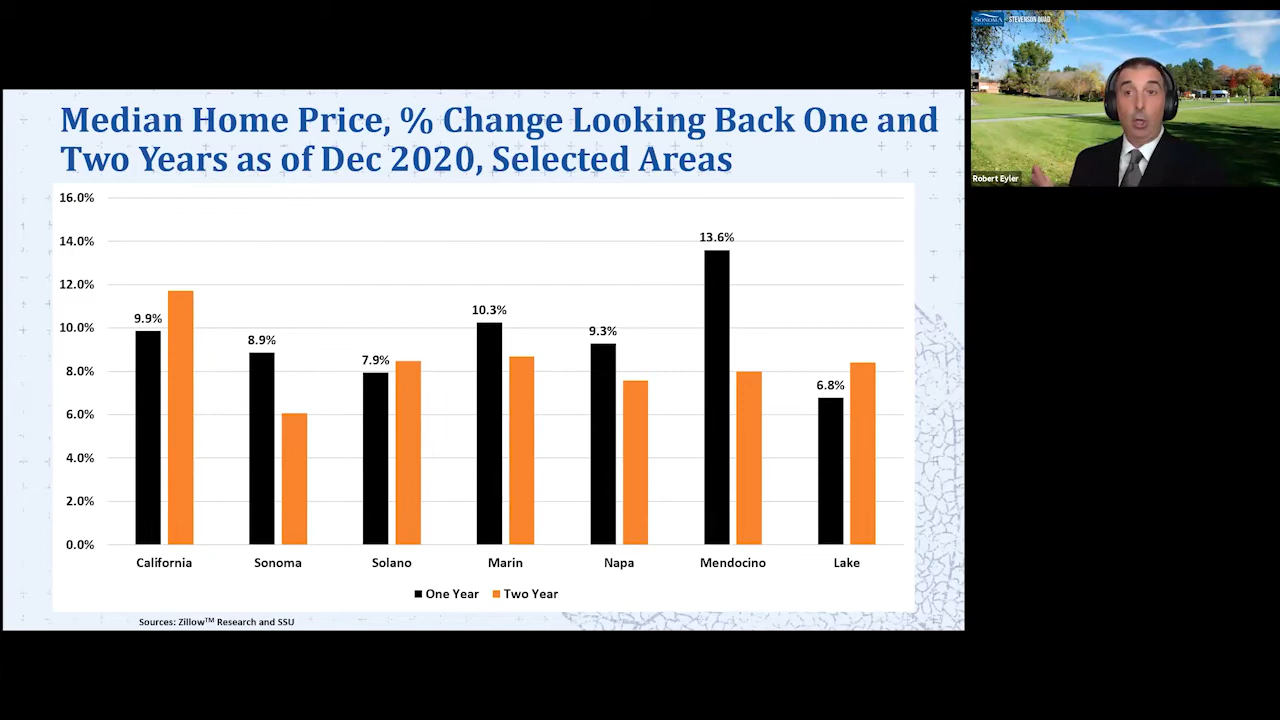 SONOMA
STEVENSON QUAD
Robert Eyler
Median Home Price, % Change Looking Back One and
Two Years as of Dec 2020, Selected Areas
16.0%
14.0%
12.0%
10.0%
8.0%
6.0%
4.0%
2.0%
0.0%
9.9%
8.9%
7.9%
10.3%
9.3%
13.6%
6.8%
California Sonoma Solano Marin Napa Mendocino Lake
One Year Two Year
Sources: Zillow™ Research and SSU